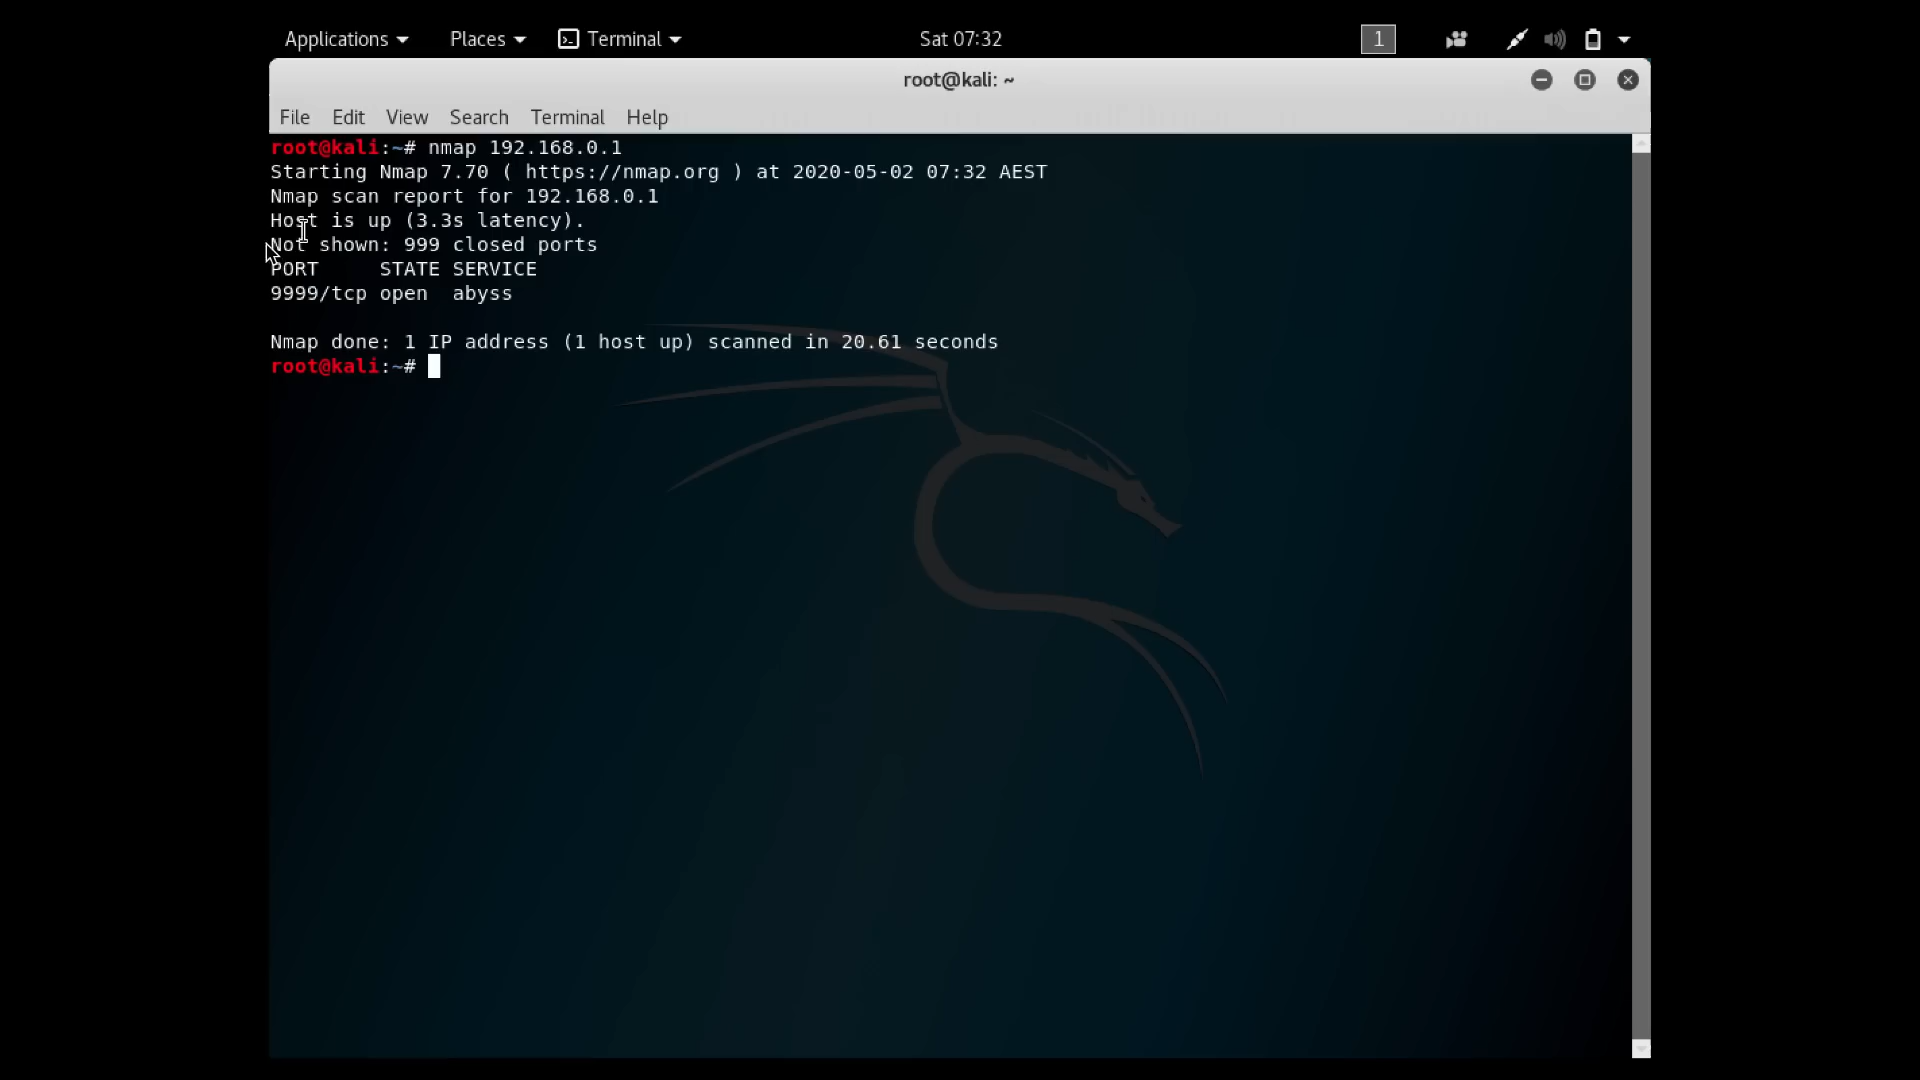 Applications Places Terminal Sat 07:32 1
root@kali: ~
File Edit View Search Terminal Help
root@kali:~# nmap 192.168.0.1
Starting Nmap 7.70 ( https://nmap.org ) at 2020-05-02 07:32 AEST
Nmap scan report for 192.168.0.1
Host is up (3.3s latency).
Not shown: 999 closed ports
PORT     STATE SERVICE
9999/tcp open  abyss
Nmap done: 1 IP address (1 host up) scanned in 20.61 seconds
root@kali:~#